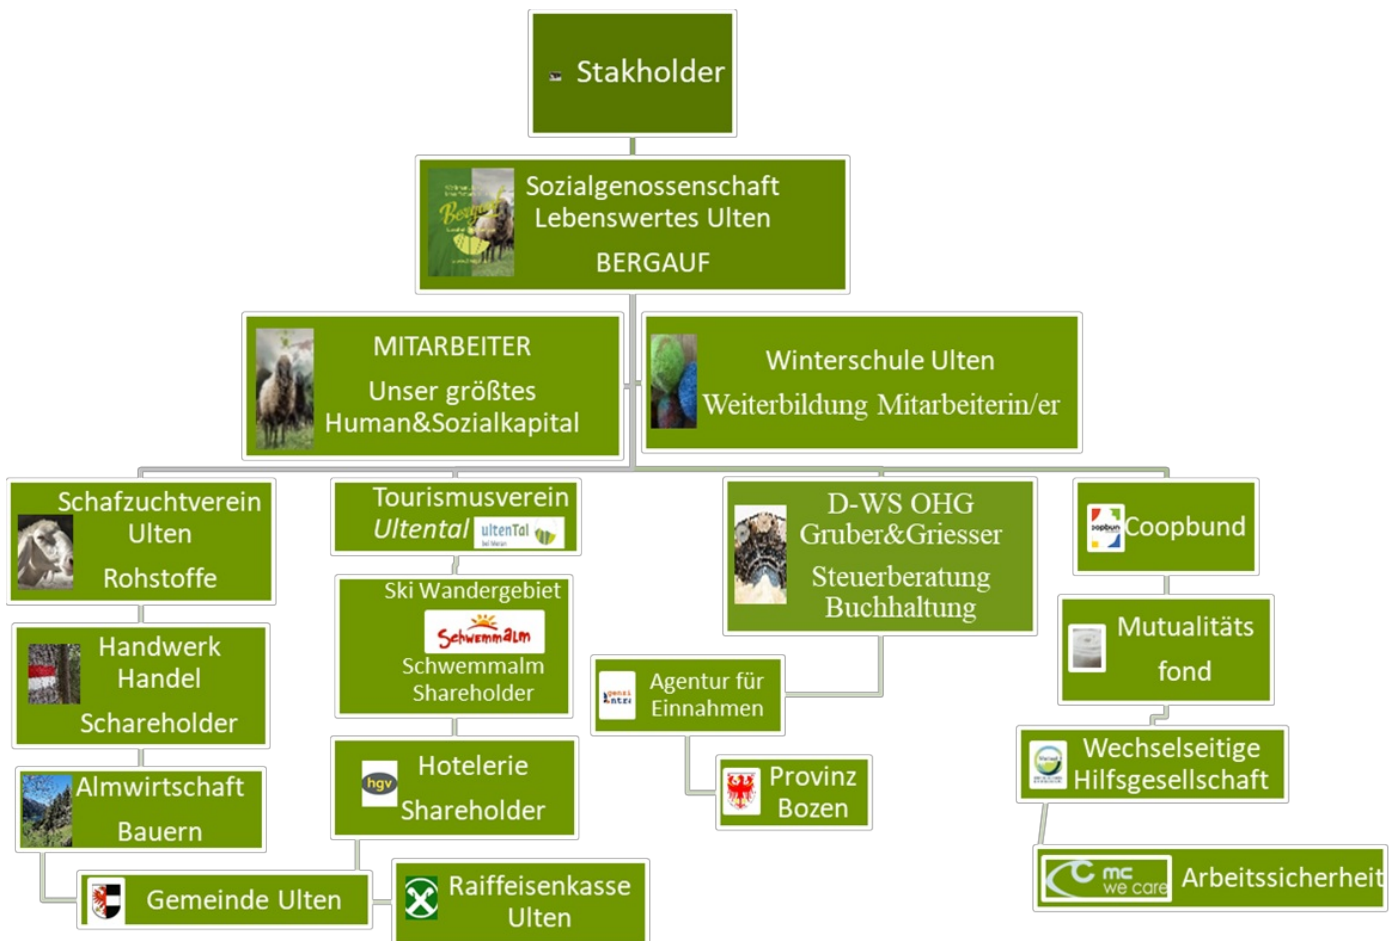 Stakholder
Sozialgenossenschaft
Lebenswertes Ulten
BERGAUF
Bergauf
MITARBEITER
Unser größtes
Human&Sozialkapital
Winterschule Ulten
Weiterbildung Mitarbeiterin/er
Schafzuchtverein
Ulten
Rohstoffe
Handwerk
Handel
Schareholder
Almwirtschaft
Bauern
Tourismusverein
Ultental
ultental
bei Meran
Ski Wandergebiet
Schwemmalm
Schwemmalm
Shareholder
hgv
Hotelerie
Shareholder
Gemeinde Ulten
Raiffeisenkasse
Ulten
D-WS OHG
Gruber&Griesser
Steuerberatung
Buchhaltung
Agentur für
Einnahmen
Provinz
Bozen
Coopbund
Mutualitäts
fond
Wechselseitige
Hilfsgesellschaft
mc
we care
Arbeitssicherheit